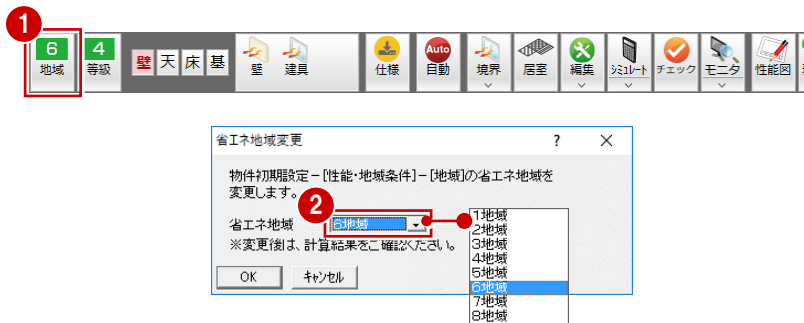 1
6
地域
4
等級
壁 天 床 基
壁
建具
仕様
Auto
自動
境界
居室
編集
シミュレート
チェック
モニタ
性能図
省エネ地域変更 ? ×
物件初期設定－[性能・地域条件]－[地域]の省エネ地域を
変更します。
2
省エネ地域 6地域
※変更後は、計算結果をご確認ください。
OK キャンセル
1地域
2地域
3地域
4地域
5地域
6地域
7地域
8地域